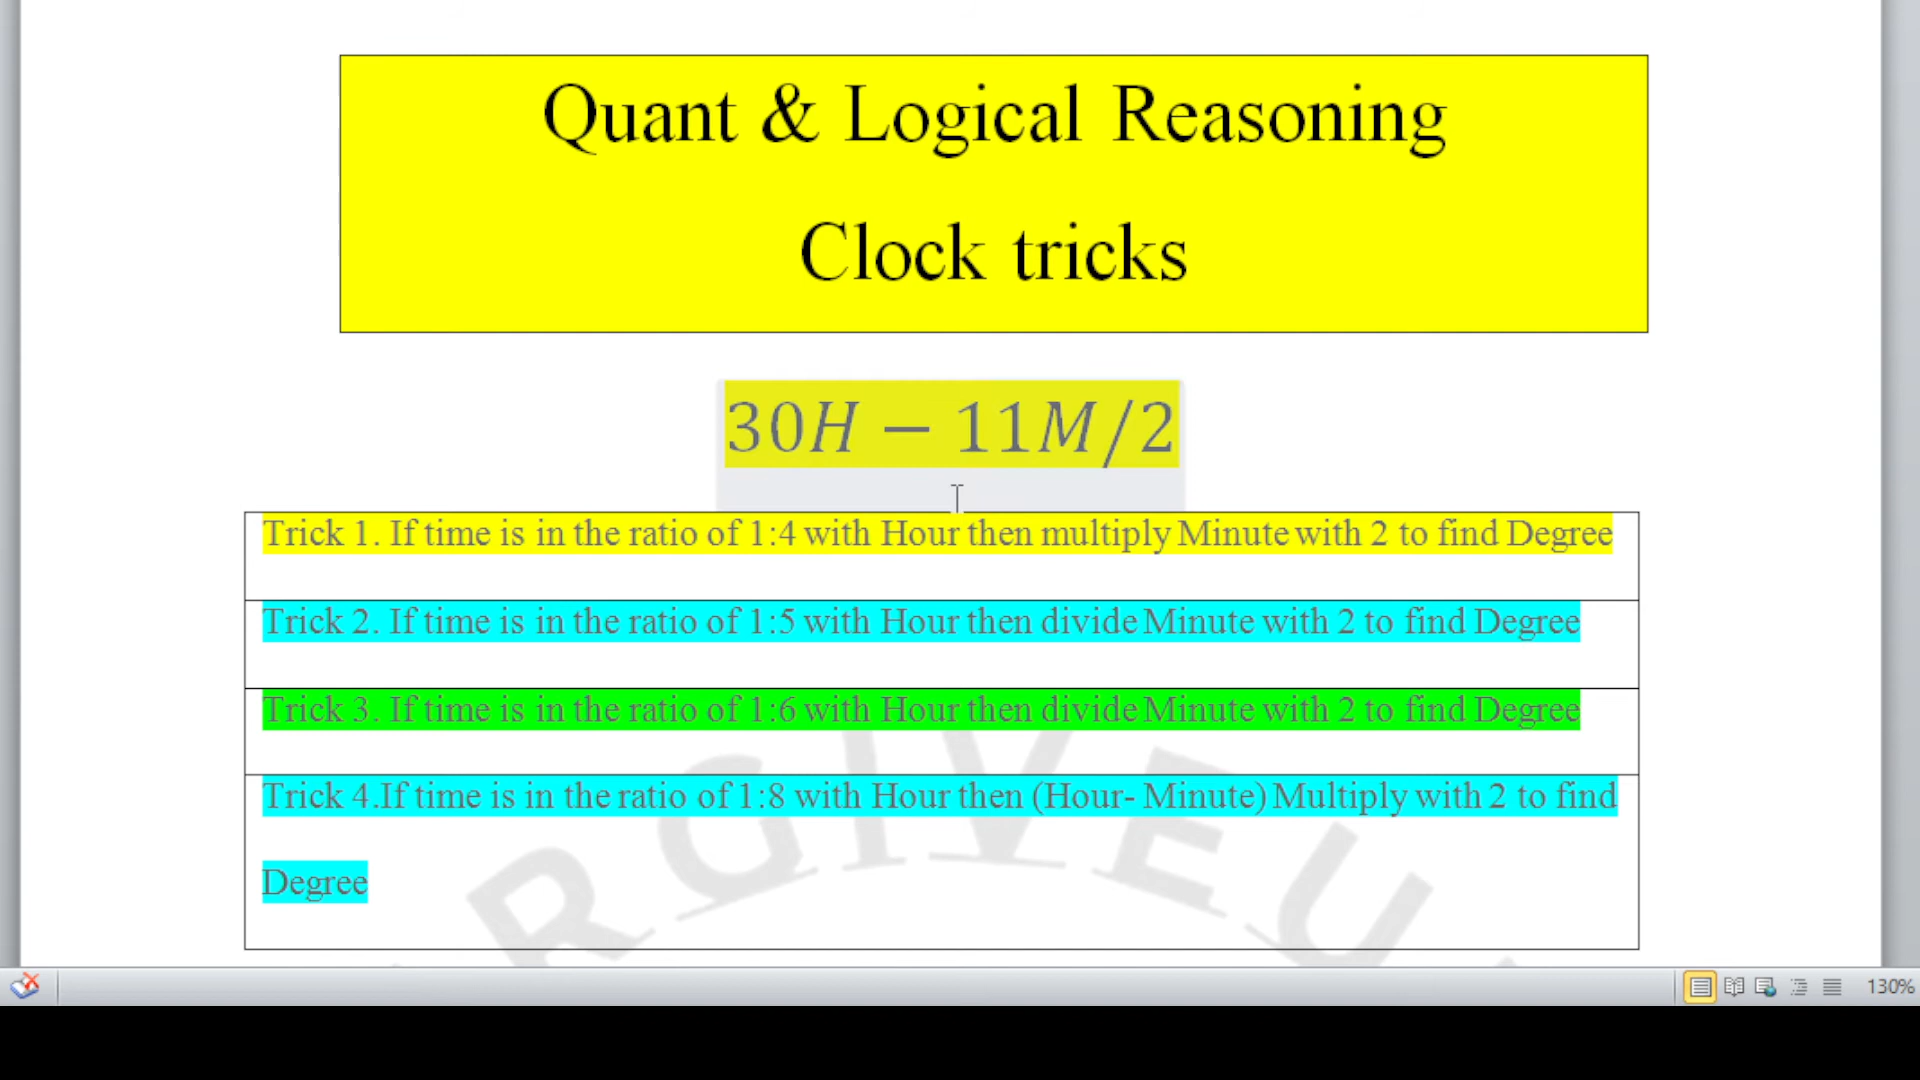 Quant & Logical Reasoning
Clock tricks
30H − 11M/2
Trick 1. If time is in the ratio of 1:4 with Hour then multiply Minute with 2 to find Degree
Trick 2. If time is in the ratio of 1:5 with Hour then divide Minute with 2 to find Degree
Trick 3. If time is in the ratio of 1:6 with Hour then divide Minute with 2 to find Degree
Trick 4.If time is in the ratio of 1:8 with Hour then (Hour- Minute) Multiply with 2 to find
Degree
130%